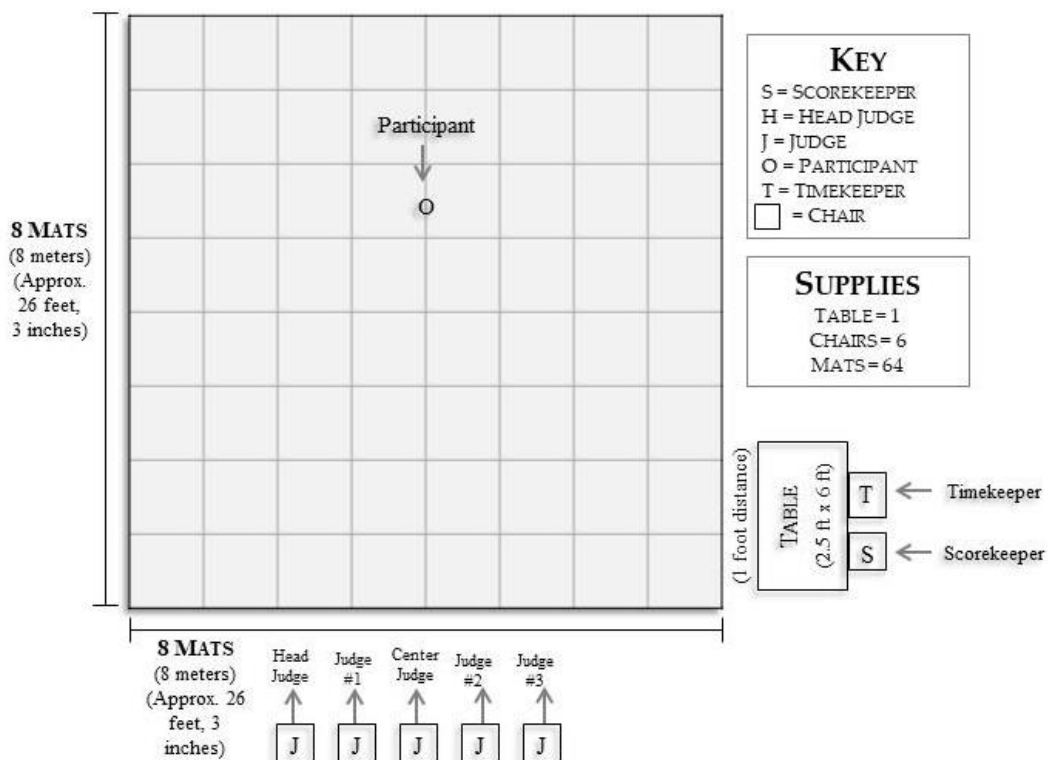 Participant
O
8 MATS
(8 meters)
(Approx.
26 feet,
3 inches)
KEY
S = SCOREKEEPER
H = HEAD JUDGE
J = JUDGE
O = PARTICIPANT
T = TIMEKEEPER
= CHAIR
SUPPLIES
TABLE = 1
CHAIRS = 6
MATS = 64
(1 foot distance)
TABLE
(2.5 ft x 6 ft)
T
Timekeeper
S
Scorekeeper
8 MATS
(8 meters)
(Approx. 26
feet, 3
inches)
Head
Judge
Judge
#1
Center
Judge
Judge
#2
Judge
#3
J
J
J
J
J